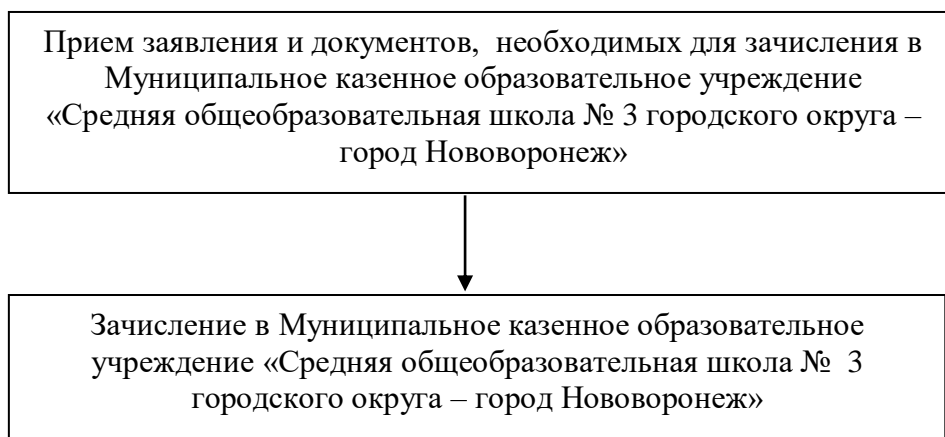 Прием заявления и документов,  необходимых для зачисления в
Муниципальное казенное образовательное учреждение
«Средняя общеобразовательная школа № 3 городского округа –
город Нововоронеж»
Зачисление в Муниципальное казенное образовательное
учреждение «Средняя общеобразовательная школа №  3
городского округа – город Нововоронеж»